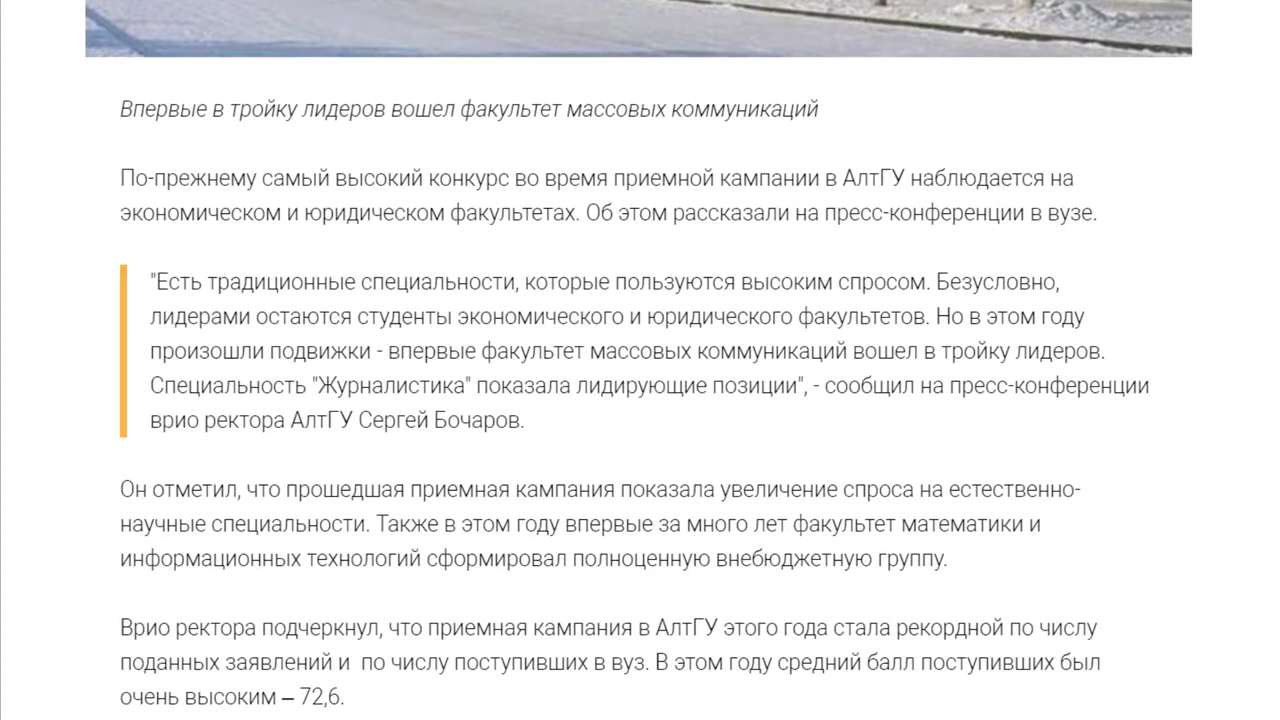 Впервые в тройку лидеров вошел факультет массовых коммуникаций
По-прежнему самый высокий конкурс во время приемной кампании в АлтГУ наблюдается на
экономическом и юридическом факультетах. Об этом рассказали на пресс-конференции в вузе.
"Есть традиционные специальности, которые пользуются высоким спросом. Безусловно,
лидерами остаются студенты экономического и юридического факультетов. Но в этом году
произошли подвижки - впервые факультет массовых коммуникаций вошел в тройку лидеров.
Специальность "Журналистика" показала лидирующие позиции", - сообщил на пресс-конференции
врио ректора АлтГУ Сергей Бочаров.
Он отметил, что прошедшая приемная кампания показала увеличение спроса на естественно-
научные специальности. Также в этом году впервые за много лет факультет математики и
информационных технологий сформировал полноценную внебюджетную группу.
Врио ректора подчеркнул, что приемная кампания в АлтГУ этого года стала рекордной по числу
поданных заявлений и  по числу поступивших в вуз. В этом году средний балл поступивших был
очень высоким – 72,6.